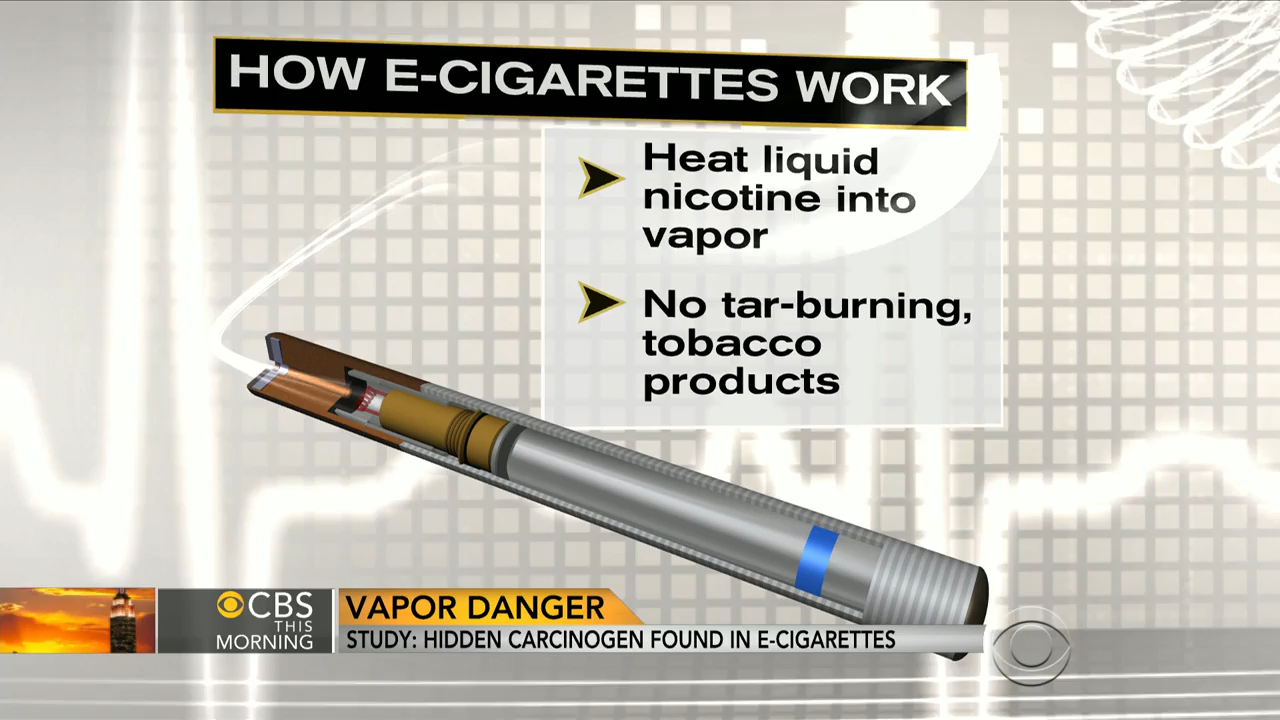 HOW E-CIGARETTES WORK
Heat liquid
nicotine into
vapor
No tar-burning,
tobacco
products
CBS
THIS
MORNING
VAPOR DANGER
STUDY: HIDDEN CARCINOGEN FOUND IN E-CIGARETTES